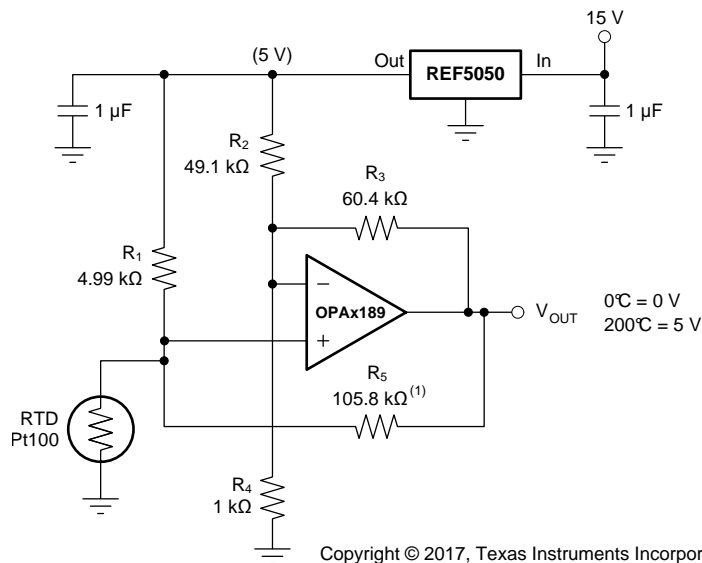 15 V
(5 V)
Out
REF5050
In
1 µF
1 µF
R2
49.1 kΩ
R3
60.4 kΩ
R1
4.99 kΩ
–
OPAx189
+
VOUT
0°C = 0 V
200°C = 5 V
R5
105.8 kΩ(1)
RTD
Pt100
R4
1 kΩ
Copyright © 2017, Texas Instruments Incorpor